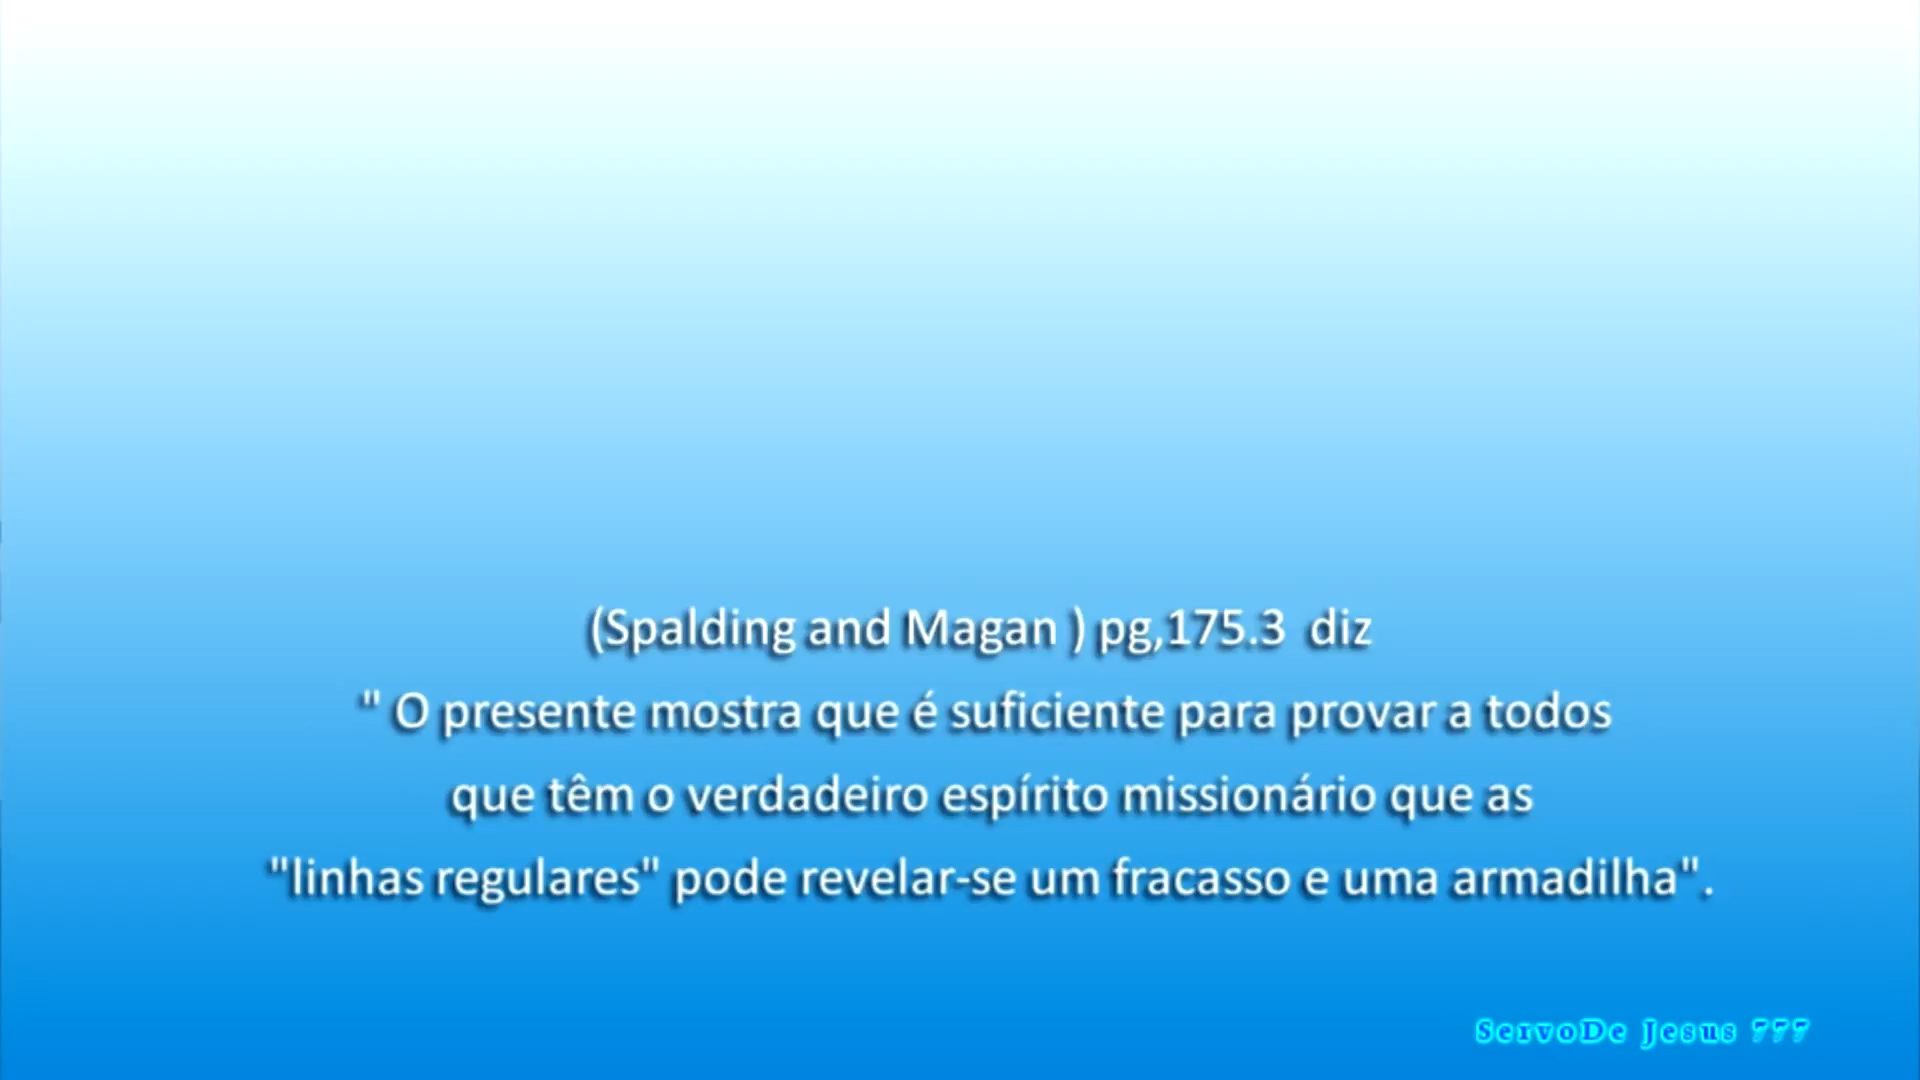 (Spalding and Magan ) pg,175.3  diz
" O presente mostra que é suficiente para provar a todos
que têm o verdadeiro espírito missionário que as
"linhas regulares" pode revelar-se um fracasso e uma armadilha".
ServoDe Jesus 777